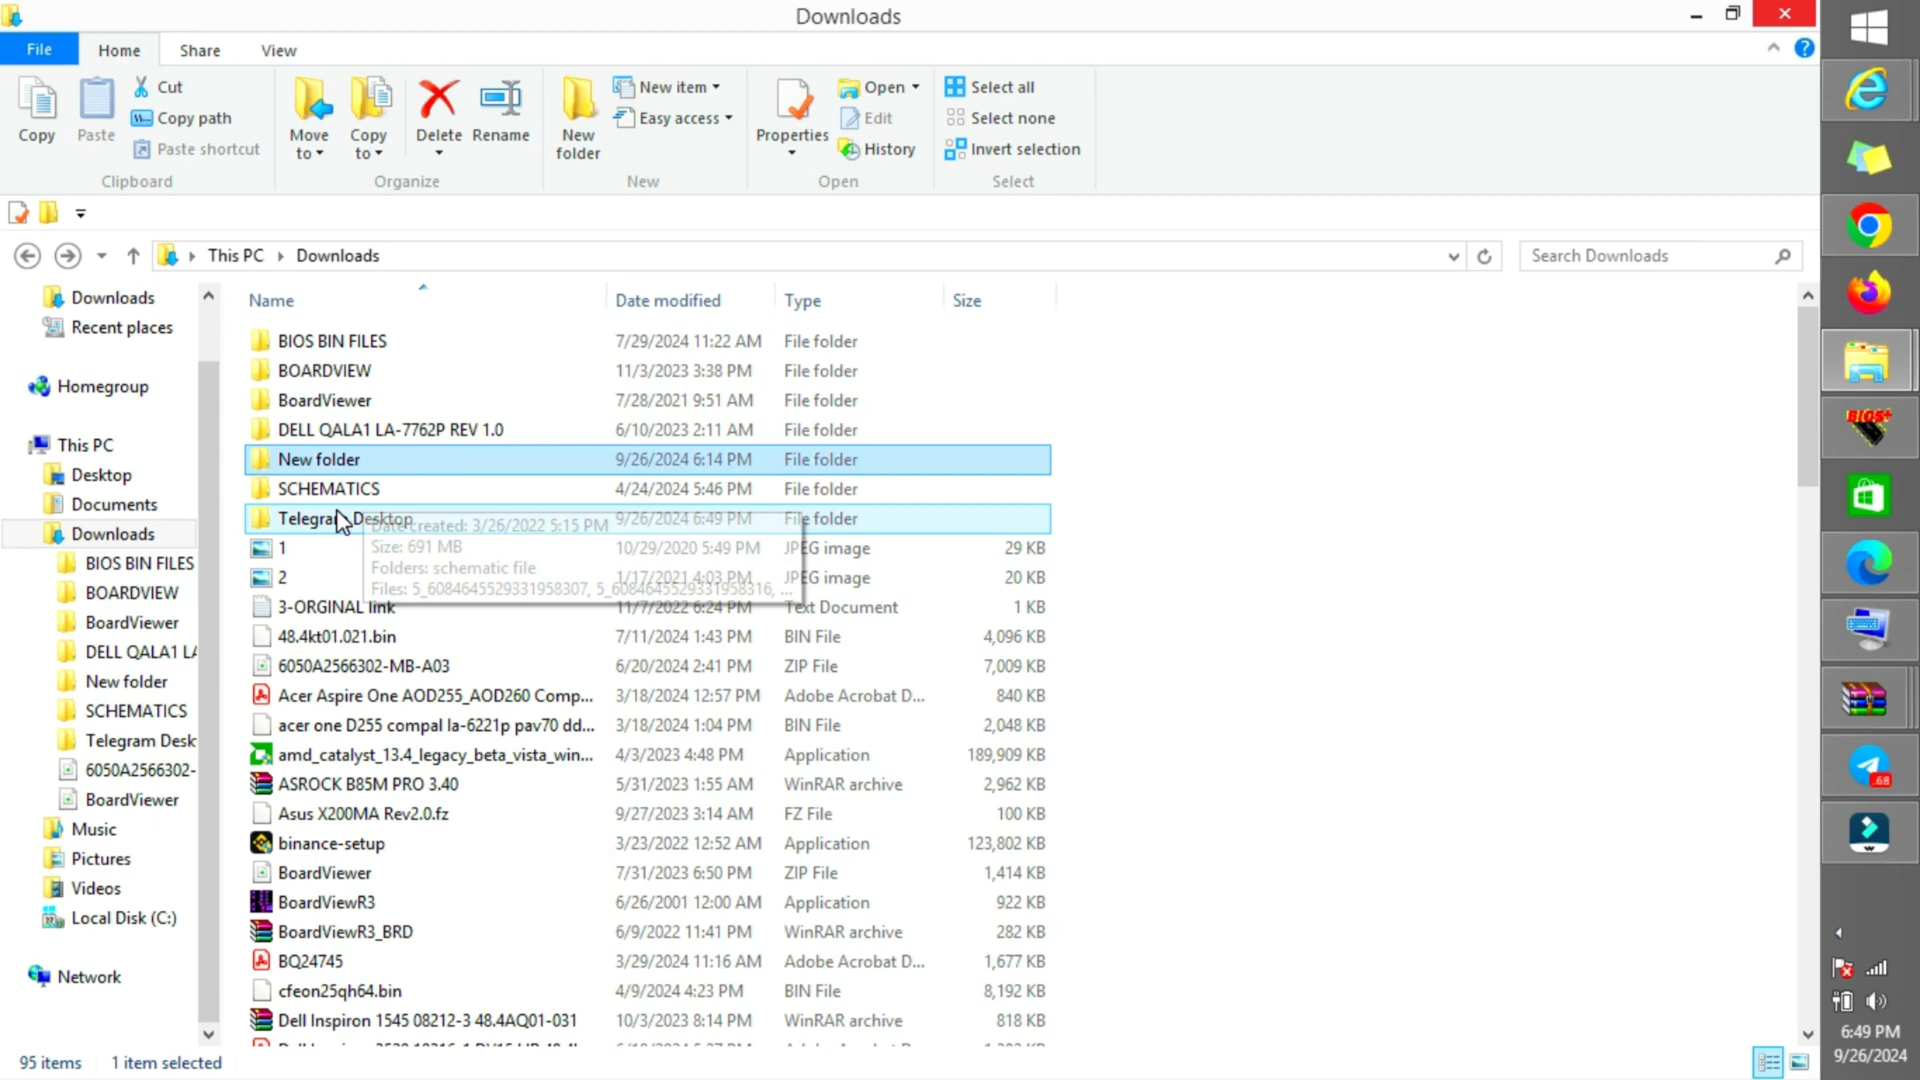 Downloads
File Home Share View
Copy
Paste
Cut
Copy path
Paste shortcut
Clipboard
Move to
Copy to
Delete
Rename
Organize
New folder
New item
Easy access
New
Properties
Open
Edit
History
Open
Select all
Select none
Invert selection
Select
This PC Downloads
Search Downloads
Downloads
Recent places
Homegroup
This PC
Desktop
Documents
Downloads
BIOS BIN FILES
BOARDVIEW
BoardViewer
DELL QALA1 LA
New folder
SCHEMATICS
Telegram Desk
6050A2566302-
BoardViewer
Music
Pictures
Videos
Local Disk (C:)
Network
Name Date modified Type Size
BIOS BIN FILES 7/29/2024 11:22 AM File folder
BOARDVIEW 11/3/2023 3:38 PM File folder
BoardViewer 7/28/2021 9:51 AM File folder
DELL QALA1 LA-7762P REV 1.0 6/10/2023 2:11 AM File folder
New folder 9/26/2024 6:14 PM File folder
SCHEMATICS 4/24/2024 5:46 PM File folder
Telegram Desktop 9/26/2024 6:49 PM File folder
Date created: 3/26/2022 5:15 PM
Size: 691 MB
Folders: schematic file
Files: 5_6084645529331958307, 5_6084645529331958316, ...
1 10/29/2020 5:49 PM JPEG image 29 KB
2 1/17/2021 4:03 PM JPEG image 20 KB
3-ORGINAL link 11/7/2022 6:24 PM Text Document 1 KB
48.4kt01.021.bin 7/11/2024 1:43 PM BIN File 4,096 KB
6050A2566302-MB-A03 6/20/2024 2:41 PM ZIP File 7,009 KB
Acer Aspire One AOD255_AOD260 Comp... 3/18/2024 12:57 PM Adobe Acrobat D... 840 KB
acer one D255 compal la-6221p pav70 dd... 3/18/2024 1:04 PM BIN File 2,048 KB
amd_catalyst_13.4_legacy_beta_vista_win... 4/3/2023 4:48 PM Application 189,909 KB
ASROCK B85M PRO 3.40 5/31/2023 1:55 AM WinRAR archive 2,962 KB
Asus X200MA Rev2.0.fz 9/27/2023 3:14 AM FZ File 100 KB
binance-setup 3/23/2022 12:52 AM Application 123,802 KB
BoardViewer 7/31/2023 6:50 PM ZIP File 1,414 KB
BoardViewR3 6/26/2001 12:00 AM Application 922 KB
BoardViewR3_BRD 6/9/2022 11:41 PM WinRAR archive 282 KB
BQ24745 3/29/2024 11:16 AM Adobe Acrobat D... 1,677 KB
cfeon25qh64.bin 4/9/2024 4:23 PM BIN File 8,192 KB
Dell Inspiron 1545 08212-3 48.4AQ01-031 10/3/2023 8:14 PM WinRAR archive 818 KB
95 items 1 item selected
BIOS+
.68
6:49 PM
9/26/2024